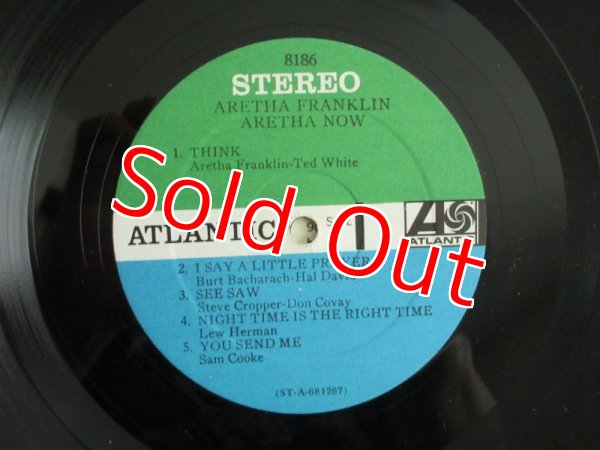 8186
STEREO
ARETHA FRANKLIN
ARETHA NOW
1. THINK
Aretha Franklin-Ted White
Sold Out
ATLANTIC
1
ATLANTIC
2. I SAY A LITTLE PRAYER
Burt Bacharach-Hal David
3. SEE SAW
Steve Cropper-Don Covay
4. NIGHT TIME IS THE RIGHT TIME
Lew Herman
5. YOU SEND ME
Sam Cooke
(ST-A-681267)